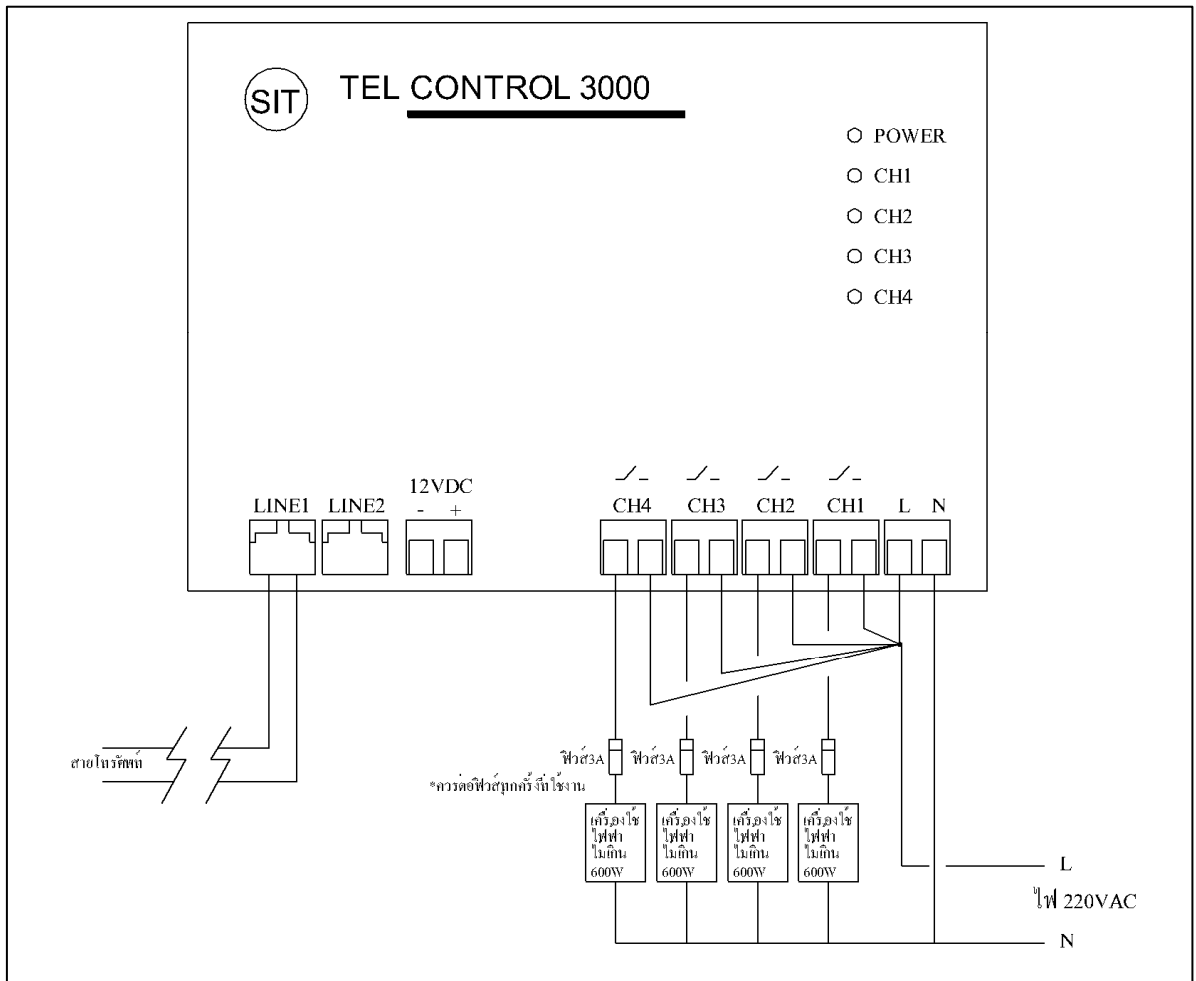 SIT
TEL CONTROL 3000
POWER
CH1
CH2
CH3
CH4
12VDC
LINE1 LINE2 - +
CH4 CH3 CH2 CH1 L N
สายโทรศัพท์
ฟิวส์3A ฟิวส์3A ฟิวส์3A ฟิวส์3A
*ควรต่อฟิวส์ทุกครั้งที่ใช้งาน
เครื่องใช้ เครื่องใช้ เครื่องใช้ เครื่องใช้
ไฟฟ้า ไฟฟ้า ไฟฟ้า ไฟฟ้า
ไม่เกิน ไม่เกิน ไม่เกิน ไม่เกิน
600W 600W 600W 600W
L
ไฟ 220VAC
N